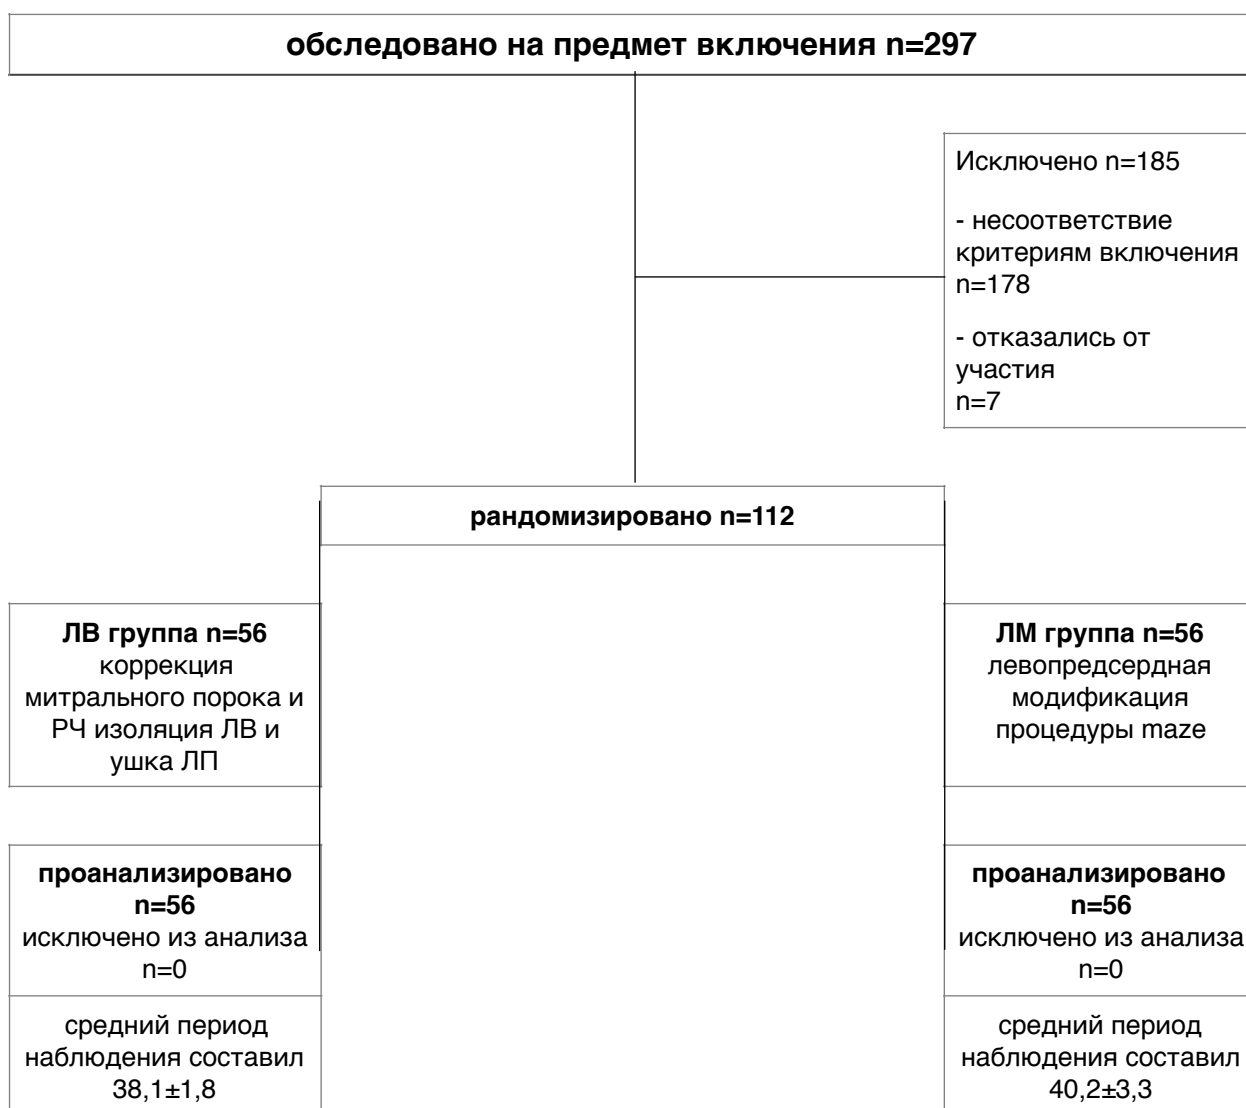 обследовано на предмет включения n=297
Исключено n=185
- несоответствие
критериям включения
n=178
- отказались от
участия
n=7
рандомизировано n=112
ЛВ группа n=56
коррекция
митрального порока и
РЧ изоляция ЛВ и
ушка ЛП
ЛМ группа n=56
левопредсердная
модификация
процедуры maze
проанализировано
n=56
исключено из анализа
n=0
проанализировано
n=56
исключено из анализа
n=0
средний период
наблюдения составил
38,1±1,8
средний период
наблюдения составил
40,2±3,3